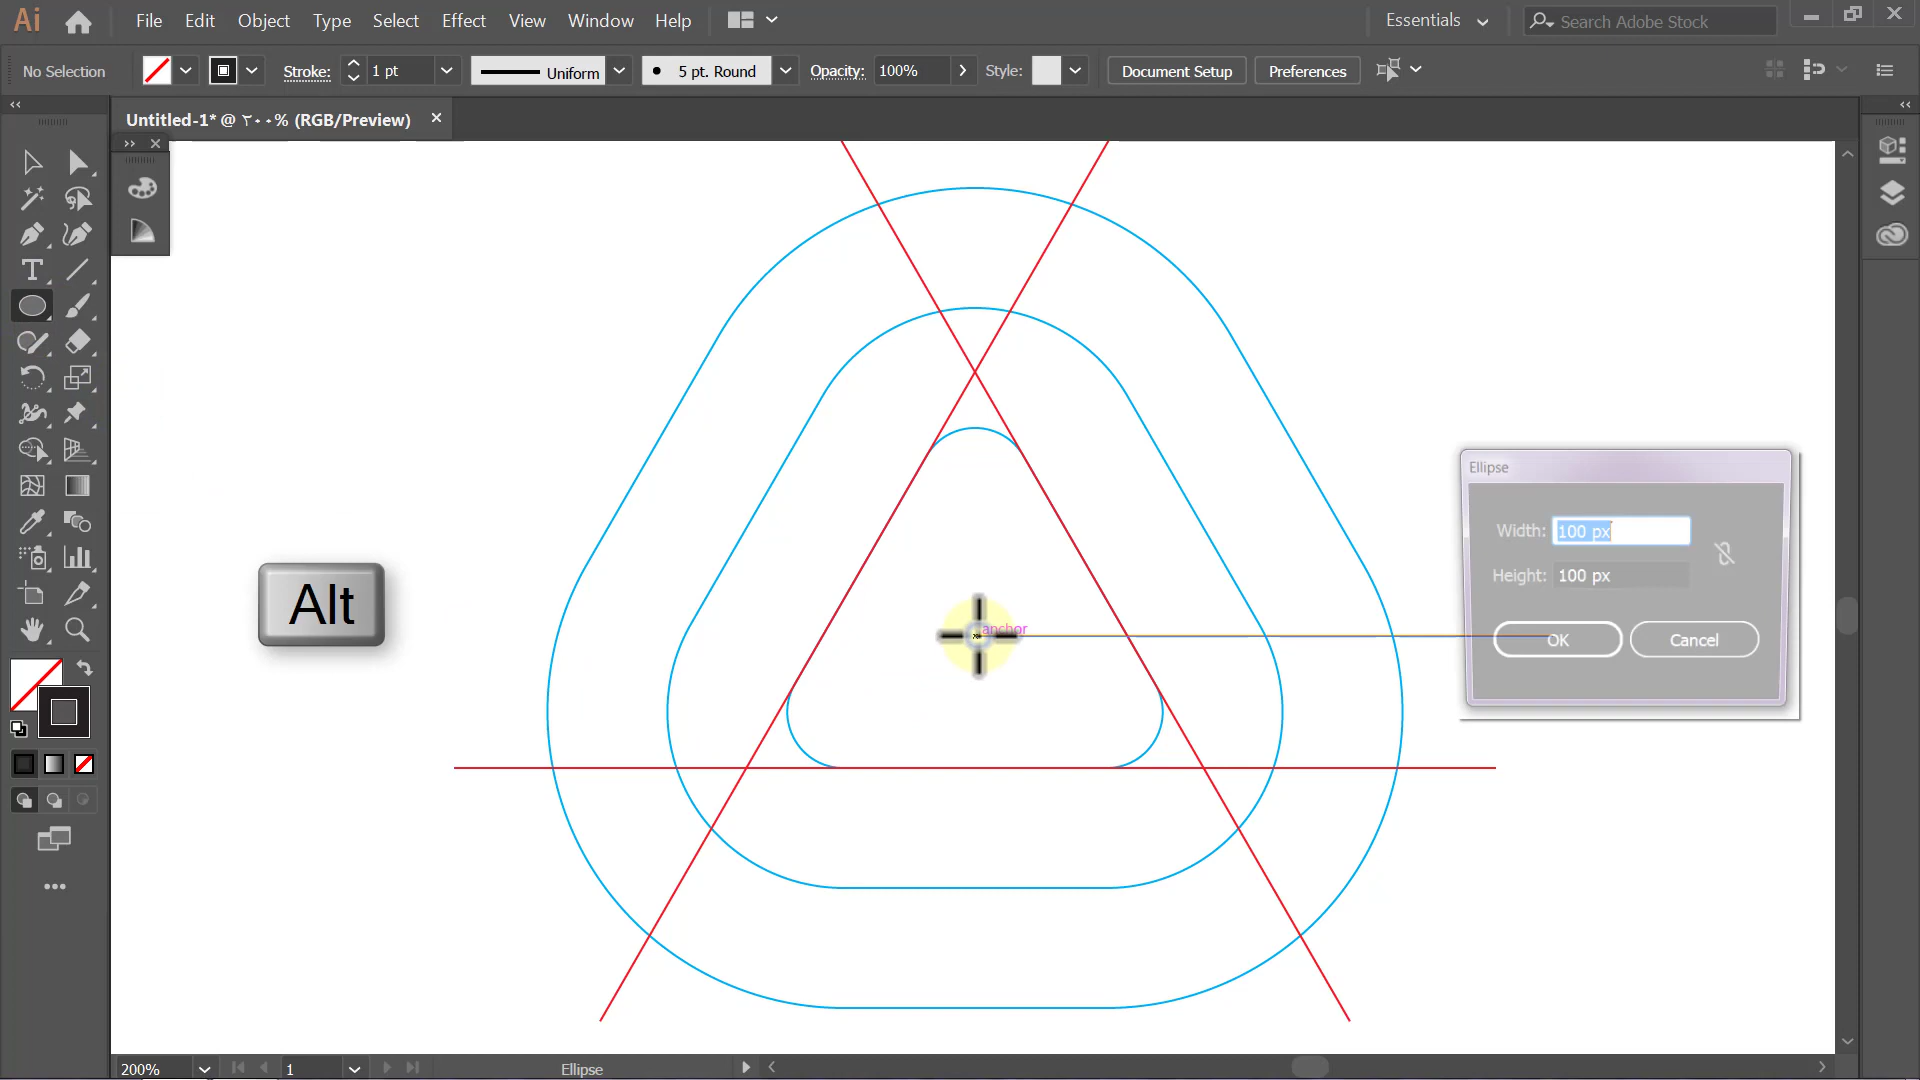 Ai File Edit Object Type Select Effect View Window Help Essentials Search Adobe Stock
No Selection Stroke: 1 pt Uniform 5 pt. Round Opacity: 100% Style: Document Setup Preferences
Untitled-1* @ ٢٠٠% (RGB/Preview)
Ellipse
Width: 100 px
Height: 100 px
OK Cancel
Alt
anchor
200% 1 Ellipse